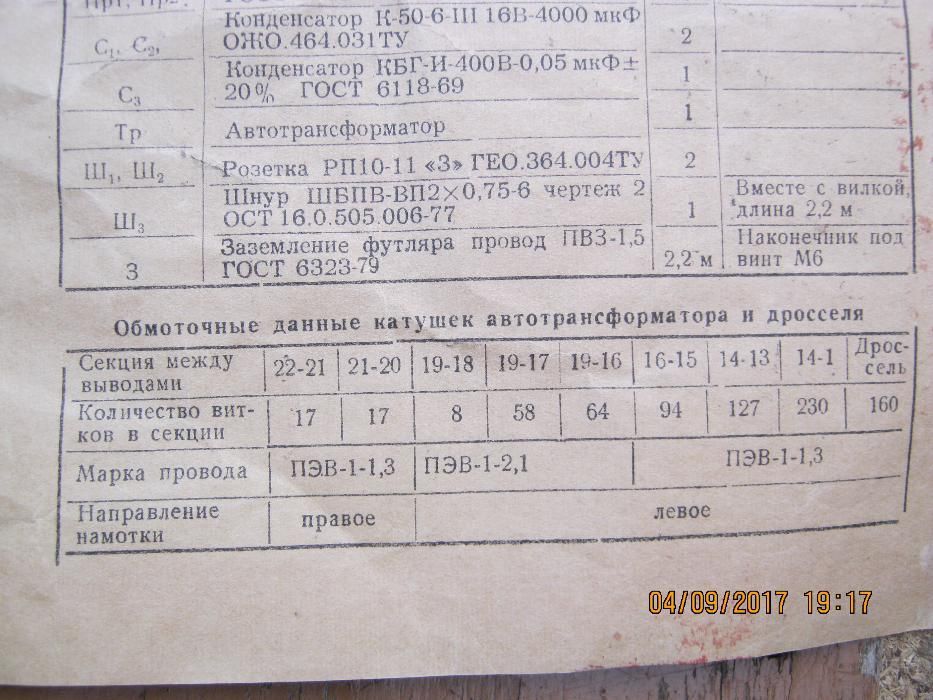 Пр1, Пр2
С₁, С₂, Конденсатор К-50-6-III 16В-4000 мкФ
ОЖО.464.031ТУ 2
С₃ Конденсатор КБГ-И-400В-0,05 мкФ±
20% ГОСТ 6118-69 1
Тр Автотрансформатор 1
Ш₁, Ш₂ Розетка РП10-11 «З» ГЕО.364.004ТУ 2
Ш₃ Шнур ШБПВ-ВП2×0,75-6 чертеж 2 Вместе с вилкой,
ОСТ 16.0.505.006-77 1 длина 2,2 м
З Заземление футляра провод ПВЗ-1,5 Наконечник под
ГОСТ 6323-79 2,2 м винт М6
Обмоточные данные катушек автотрансформатора и дросселя
Секция между
выводами 22-21 21-20 19-18 19-17 19-16 16-15 14-13 14-1 Дрос-
сель
Количество вит-
ков в секции 17 17 8 58 64 94 127 230 160
Марка провода ПЭВ-1-1,3 ПЭВ-1-2,1 ПЭВ-1-1,3
Направление
намотки правое левое
04/09/2017 19:17